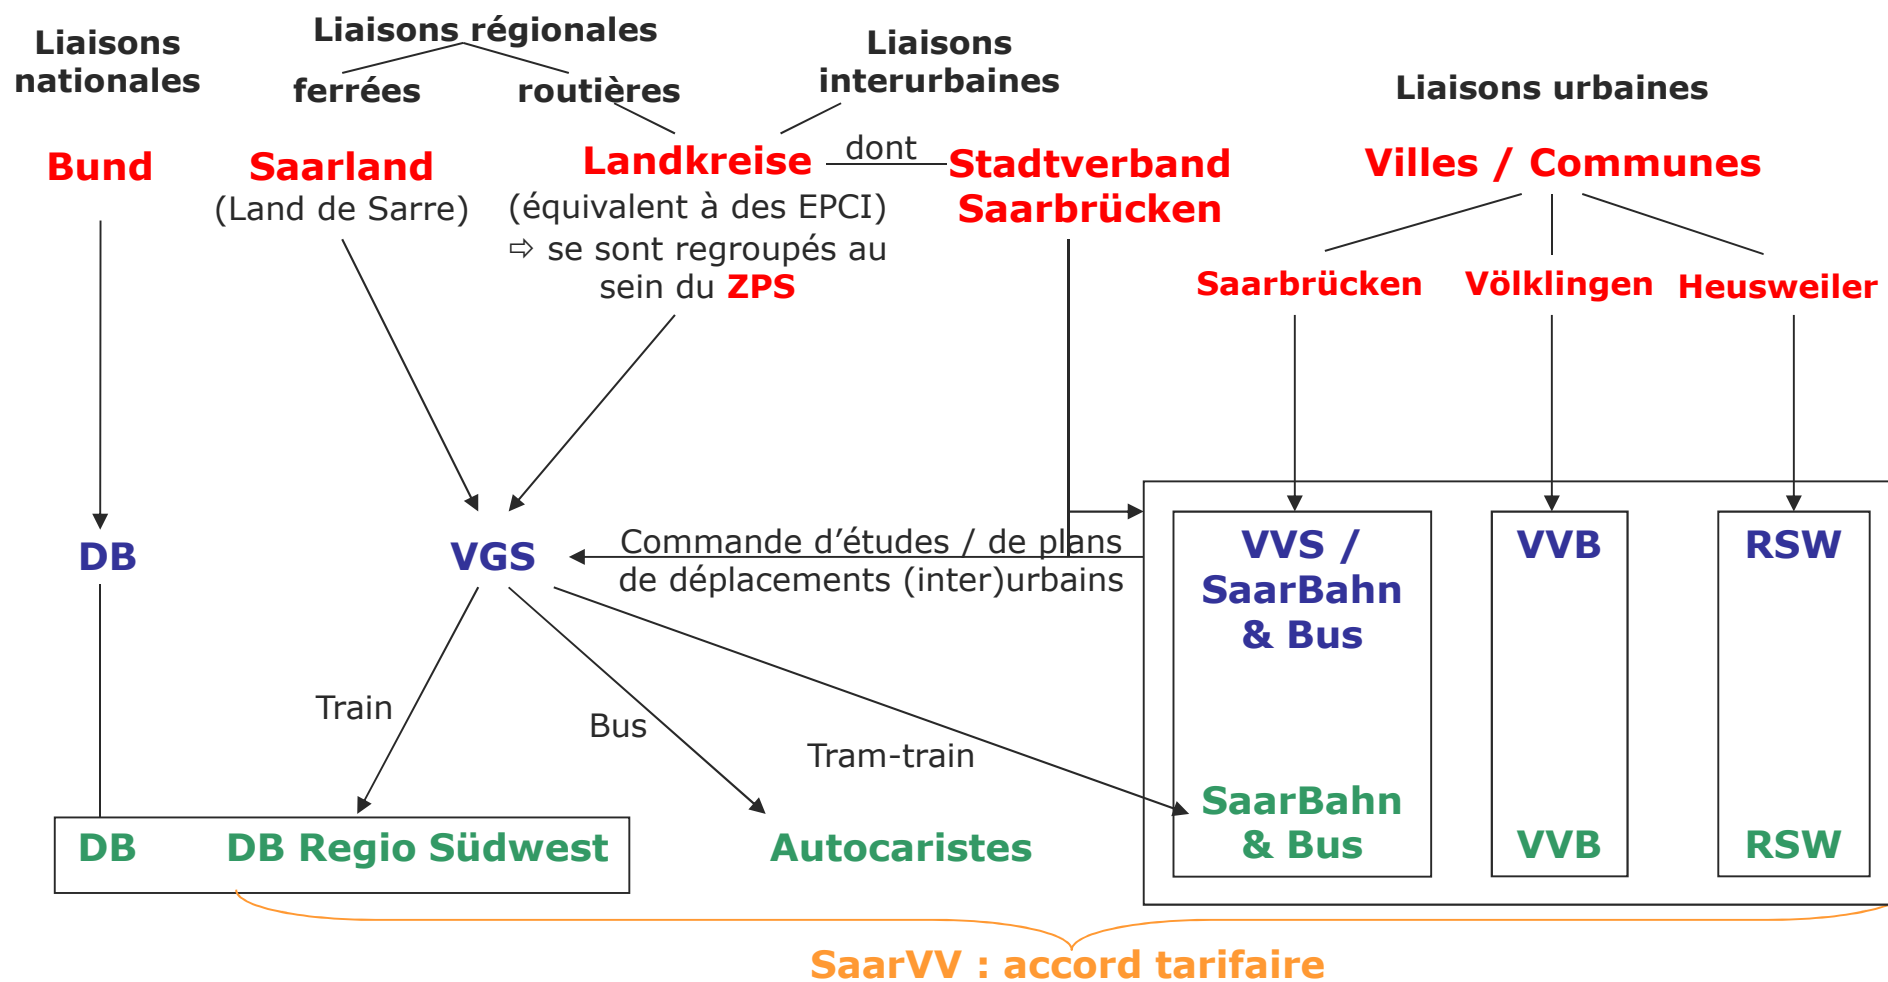 Liaisons
nationales
Liaisons régionales
ferrées
routières
Liaisons
interurbaines
Liaisons urbaines
Bund
Saarland
(Land de Sarre)
Landkreise
(équivalent à des EPCI)
⇨ se sont regroupés au
sein du ZPS
dont
Stadtverband
Saarbrücken
Villes / Communes
Saarbrücken
Völklingen
Heusweiler
DB
VGS
Commande d’études / de plans
de déplacements (inter)urbains
VVS /
SaarBahn
& Bus
VVB
RSW
Train
Bus
Tram-train
DB
DB Regio Südwest
Autocaristes
SaarBahn
& Bus
VVB
RSW
SaarVV : accord tarifaire